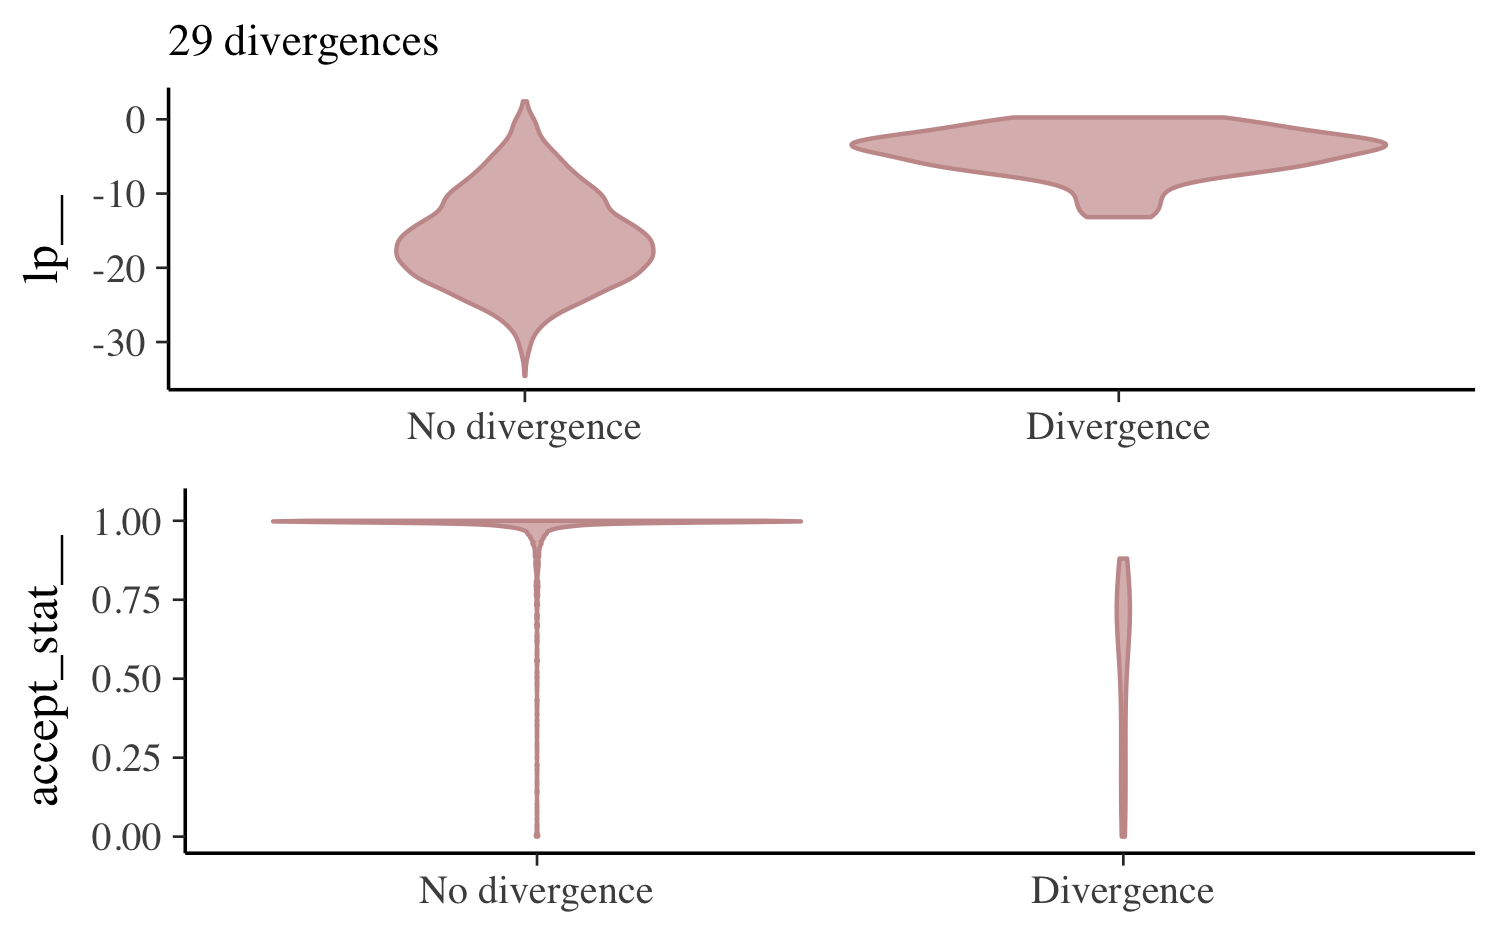 29 divergences
lp__
0
-10
-20
-30
No divergence Divergence
accept_stat__
1.00
0.75
0.50
0.25
0.00
No divergence Divergence